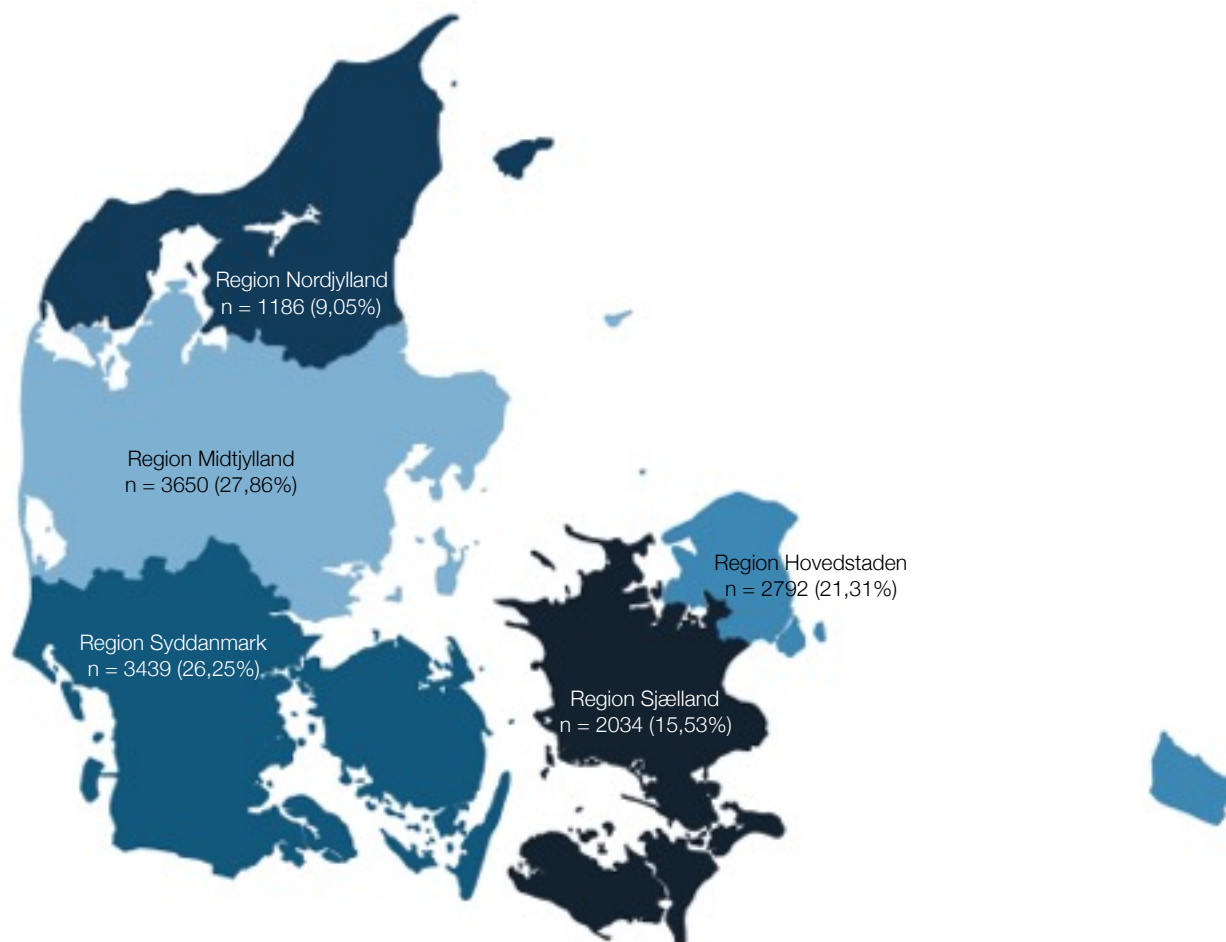 Region Nordjylland
n = 1186 (9,05%)
Region Midtjylland
n = 3650 (27,86%)
Region Hovedstaden
n = 2792 (21,31%)
Region Syddanmark
n = 3439 (26,25%)
Region Sjælland
n = 2034 (15,53%)